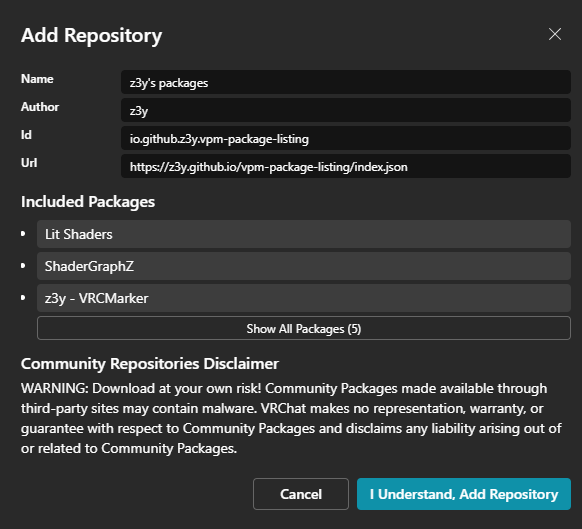 Add Repository
Name z3y's packages
Author z3y
Id io.github.z3y.vpm-package-listing
Url https://z3y.github.io/vpm-package-listing/index.json
Included Packages
• Lit Shaders
• ShaderGraphZ
• z3y - VRCMarker
Show All Packages (5)
Community Repositories Disclaimer
WARNING: Download at your own risk! Community Packages made available through
third-party sites may contain malware. VRChat makes no representation, warranty, or
guarantee with respect to Community Packages and disclaims any liability arising out of
or related to Community Packages.
Cancel I Understand, Add Repository